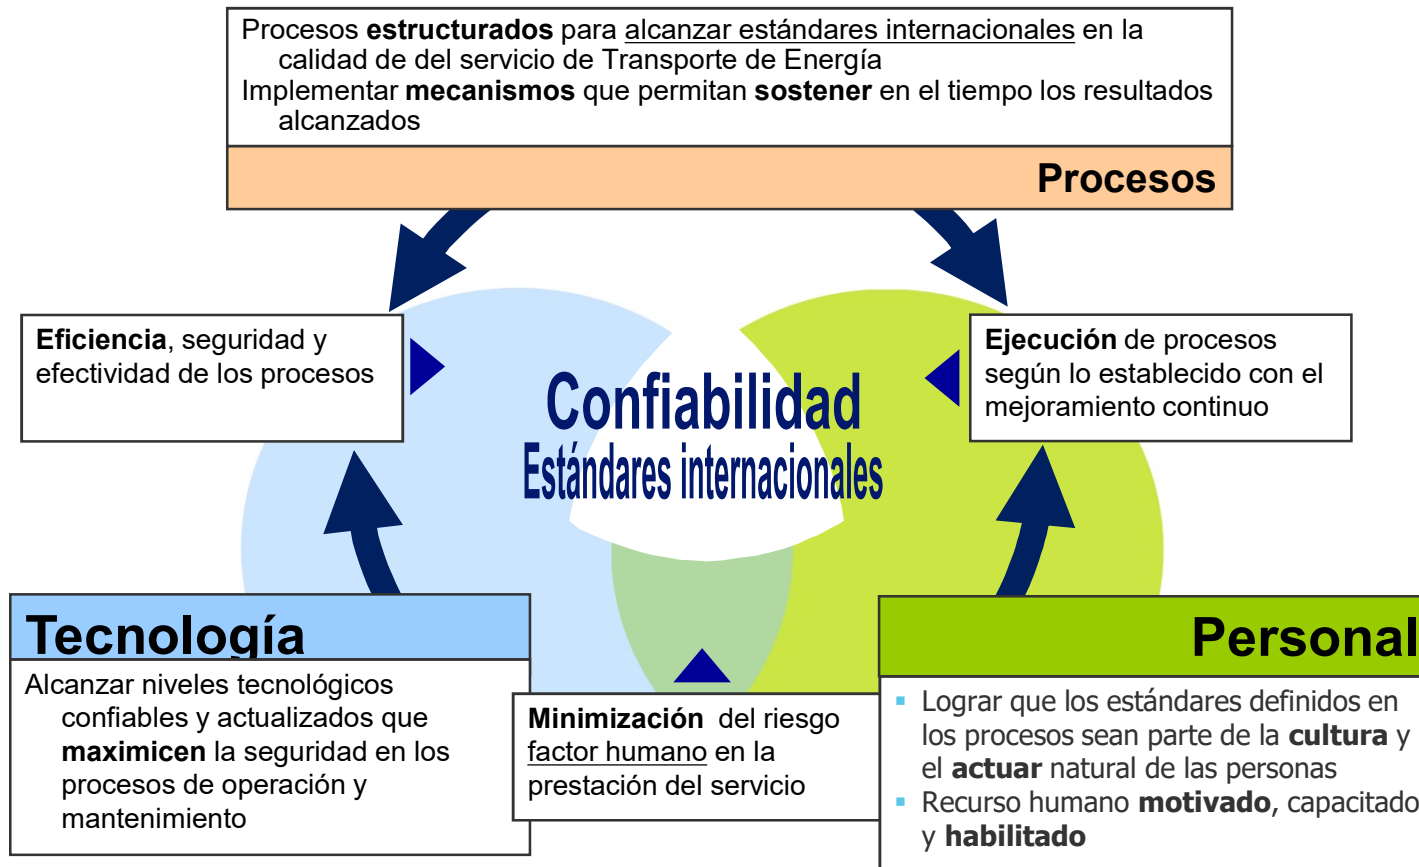 Procesos estructurados para alcanzar estándares internacionales en la
calidad de del servicio de Transporte de Energía
Implementar mecanismos que permitan sostener en el tiempo los resultados
alcanzados
Procesos
Eficiencia, seguridad y
efectividad de los procesos
Ejecución de procesos
según lo establecido con el
mejoramiento continuo
Confiabilidad
Estándares internacionales
Tecnología
Alcanzar niveles tecnológicos
confiables y actualizados que
maximicen la seguridad en los
procesos de operación y
mantenimiento
Minimización del riesgo
factor humano en la
prestación del servicio
Personal
Lograr que los estándares definidos en
los procesos sean parte de la cultura y
el actuar natural de las personas
Recurso humano motivado, capacitado
y habilitado